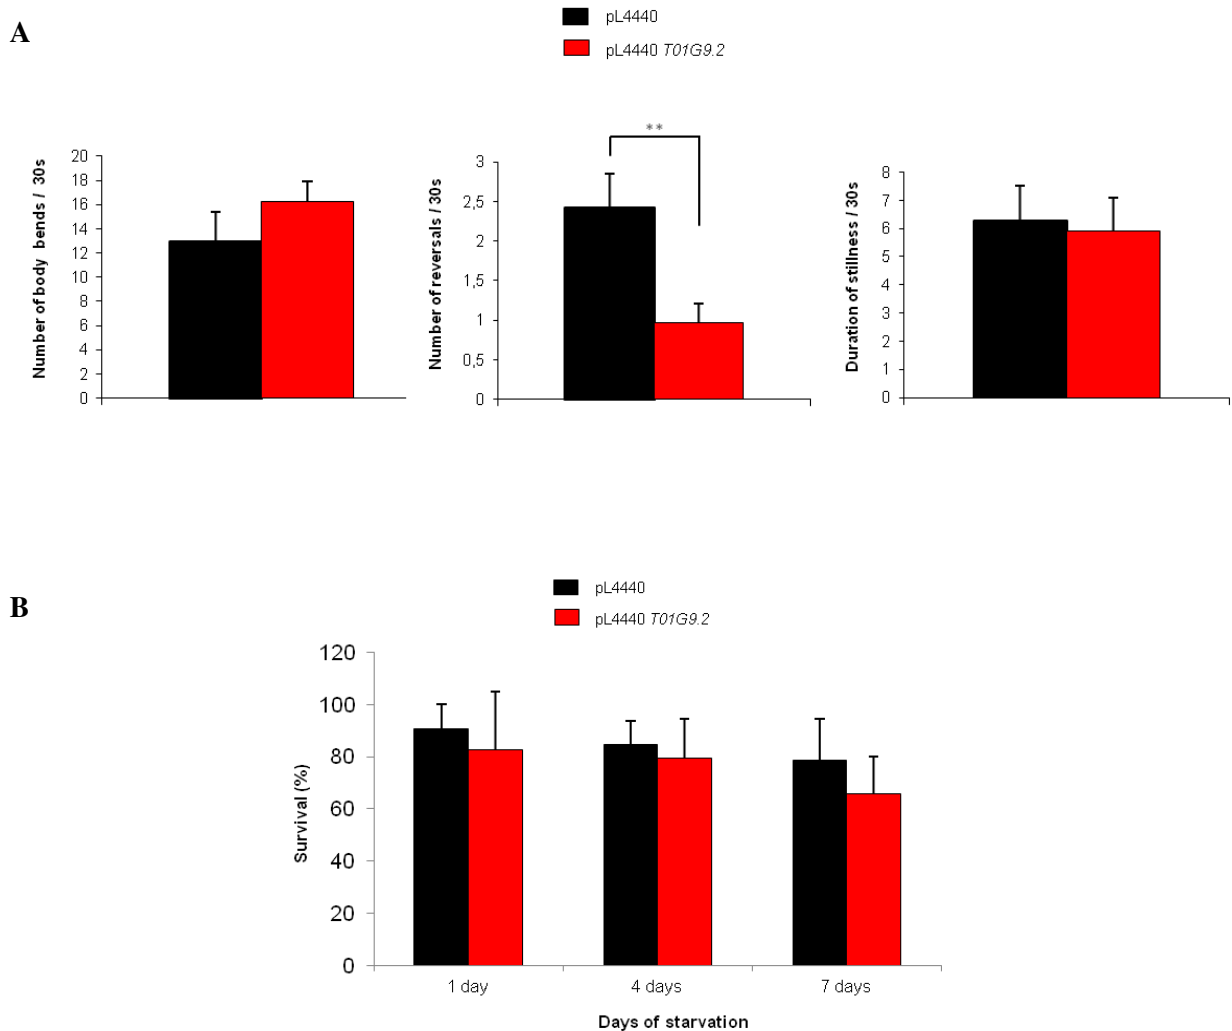 A
pL4440
pL4440 T01G9.2
Number of body bends / 30s
20
18
16
14
12
10
8
6
4
2
0
Number of reversals / 30s
3
2,5
2
1,5
1
0,5
0
**
Duration of stillness / 30s
8
7
6
5
4
3
2
1
0
B
pL4440
pL4440 T01G9.2
Survival (%)
120
100
80
60
40
20
0
1 day
4 days
7 days
Days of starvation